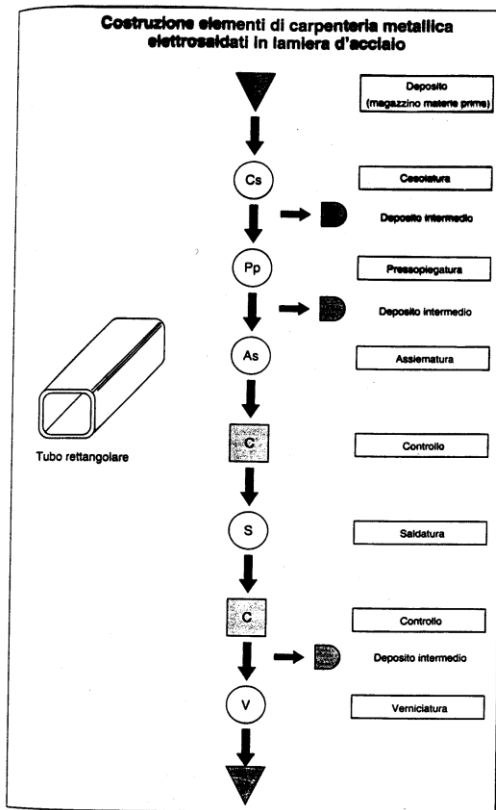 Costruzione elementi di carpenteria metallica
elettrosaldati in lamiera d'acciaio
Deposito
(magazzino materie prime)
Cs
Cesoiatura
Deposito intermedio
Pp
Pressopiegatura
Deposito intermedio
As
Assiematura
C
Controllo
Tubo rettangolare
S
Saldatura
C
Controllo
Deposito intermedio
V
Verniciatura